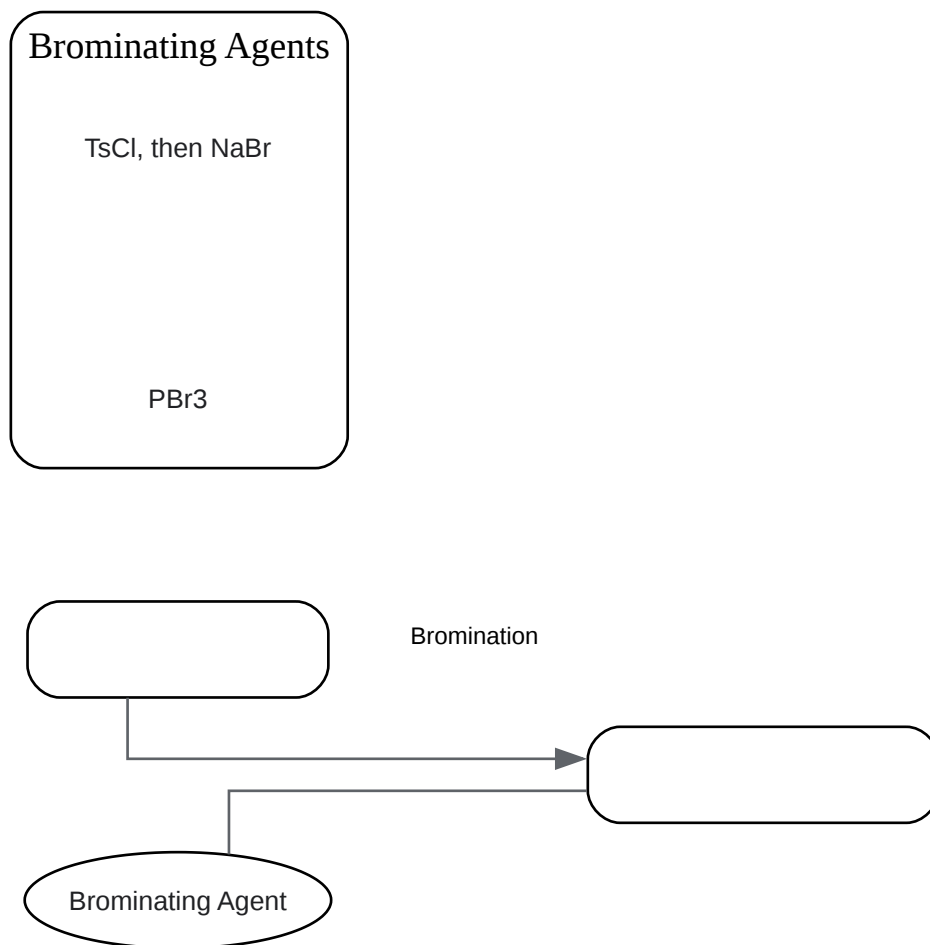 Brominating Agents
TsCl, then NaBr
PBr3
Bromination
Brominating Agent